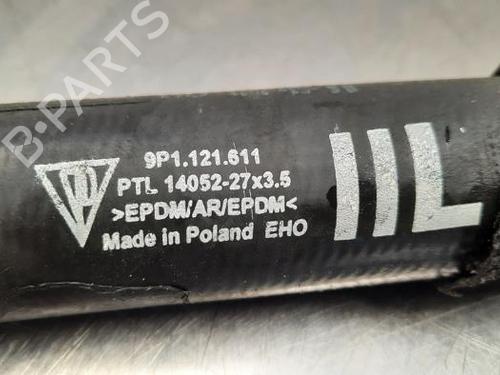 B-PARTS
9P1.121.611
PTL 14052-27x3.5
>EPDM/AR/EPDM<
Made in Poland EHO
IIL